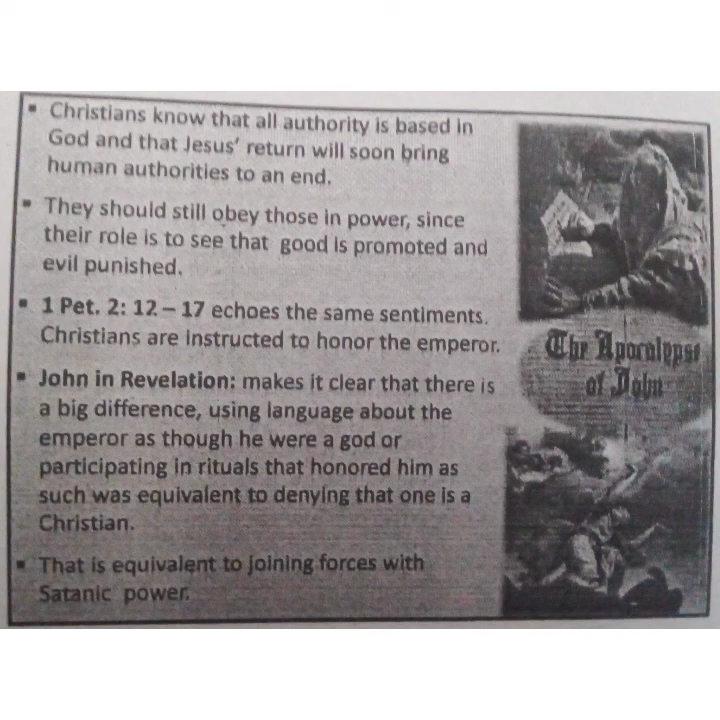 ▪ Christians know that all authority is based in
God and that Jesus' return will soon bring
human authorities to an end.
▪ They should still obey those in power, since
their role is to see that good is promoted and
evil punished.
▪ 1 Pet. 2: 12 – 17 echoes the same sentiments.
Christians are instructed to honor the emperor.
▪ John in Revelation: makes it clear that there is
a big difference, using language about the
emperor as though he were a god or
participating in rituals that honored him as
such was equivalent to denying that one is a
Christian.
▪ That is equivalent to joining forces with
Satanic power.
The Apocalypse
of John